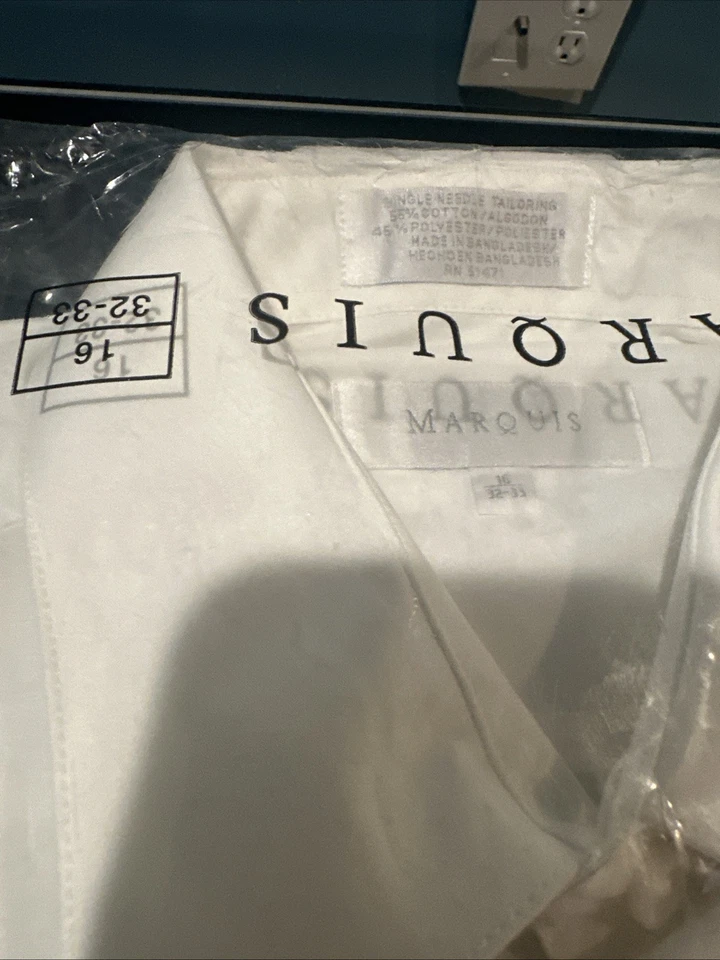 SINGLE NEEDLE TAILORING
55% COTTON/ALGODON
45% POLYESTER/POLIESTER
MADE IN BANGLADESH/
HECHO EN BANGLADESH
32-33
16
ARQUIS
MARQUIS
16
32-33